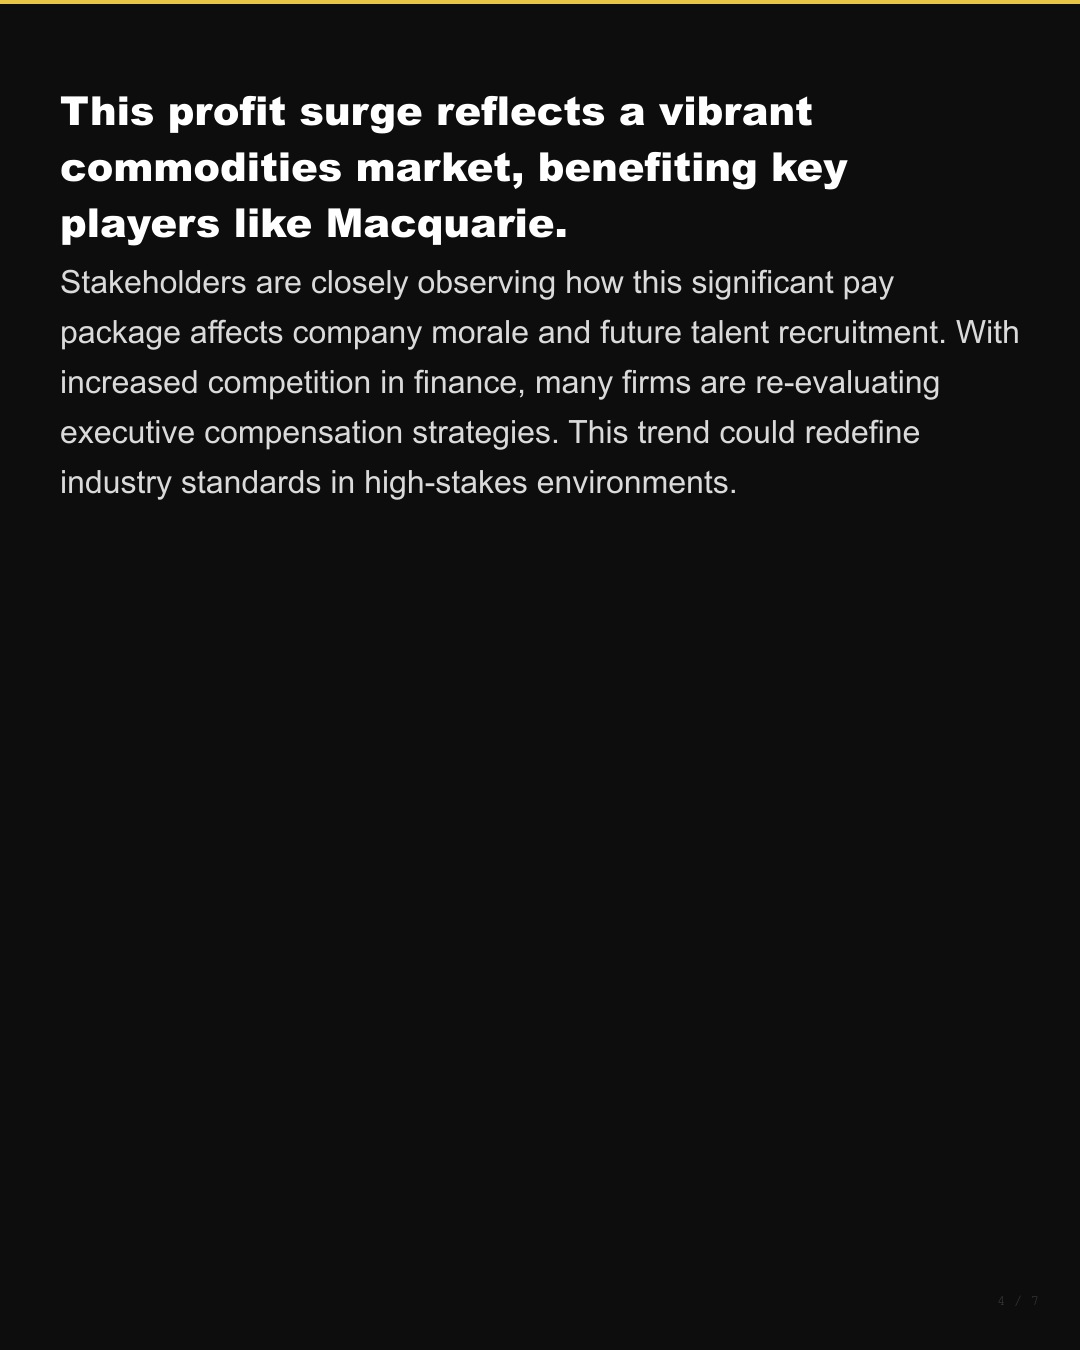 This profit surge reflects a vibrant
commodities market, benefiting key
players like Macquarie.
Stakeholders are closely observing how this significant pay
package affects company morale and future talent recruitment. With
increased competition in finance, many firms are re-evaluating
executive compensation strategies. This trend could redefine
industry standards in high-stakes environments.
4 / 7